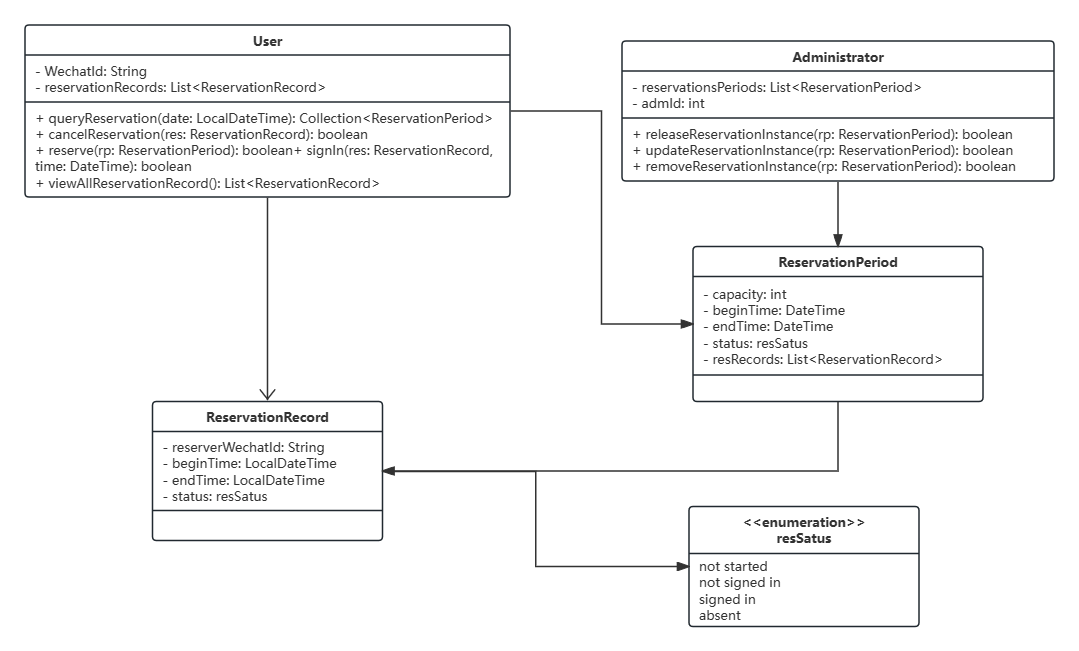 User
- WechatId: String
- reservationRecords: List<ReservationRecord>
+ queryReservation(date: LocalDateTime): Collection<ReservationPeriod>
+ cancelReservation(res: ReservationRecord): boolean
+ reserve(rp: ReservationPeriod): boolean+ signIn(res: ReservationRecord,
time: DateTime): boolean
+ viewAllReservationRecord(): List<ReservationRecord>
Administrator
- reservationsPeriods: List<ReservationPeriod>
- admId: int
+ releaseReservationInstance(rp: ReservationPeriod): boolean
+ updateReservationInstance(rp: ReservationPeriod): boolean
+ removeReservationInstance(rp: ReservationPeriod): boolean
ReservationPeriod
- capacity: int
- beginTime: DateTime
- endTime: DateTime
- status: resSatus
- resRecords: List<ReservationRecord>
ReservationRecord
- reserverWechatId: String
- beginTime: LocalDateTime
- endTime: LocalDateTime
- status: resSatus
<<enumeration>>
resSatus
not started
not signed in
signed in
absent